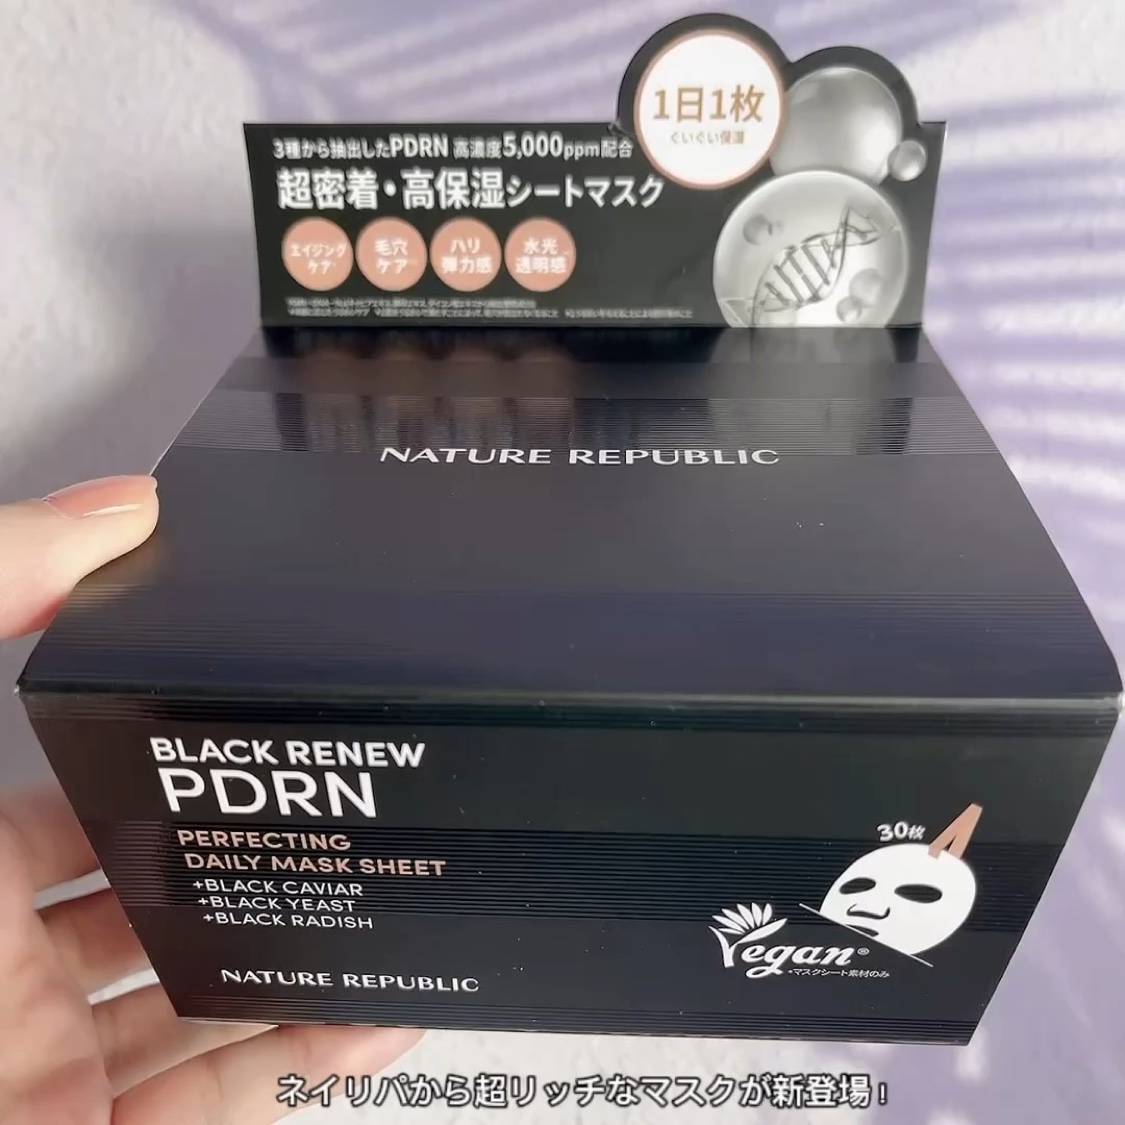 1日1枚
ぐいぐい保湿
3種から抽出したPDRN 高濃度5,000ppm配合
超密着・高保湿シートマスク
エイジング
ケア
毛穴
ケア
ハリ
弾力感
水光
透明感
NATURE REPUBLIC
BLACK RENEW
PDRN
PERFECTING
DAILY MASK SHEET
+BLACK CAVIAR
+BLACK YEAST
+BLACK RADISH
NATURE REPUBLIC
30枚
Vegan®
*マスクシート素材のみ
ネイリパから超リッチなマスクが新登場!